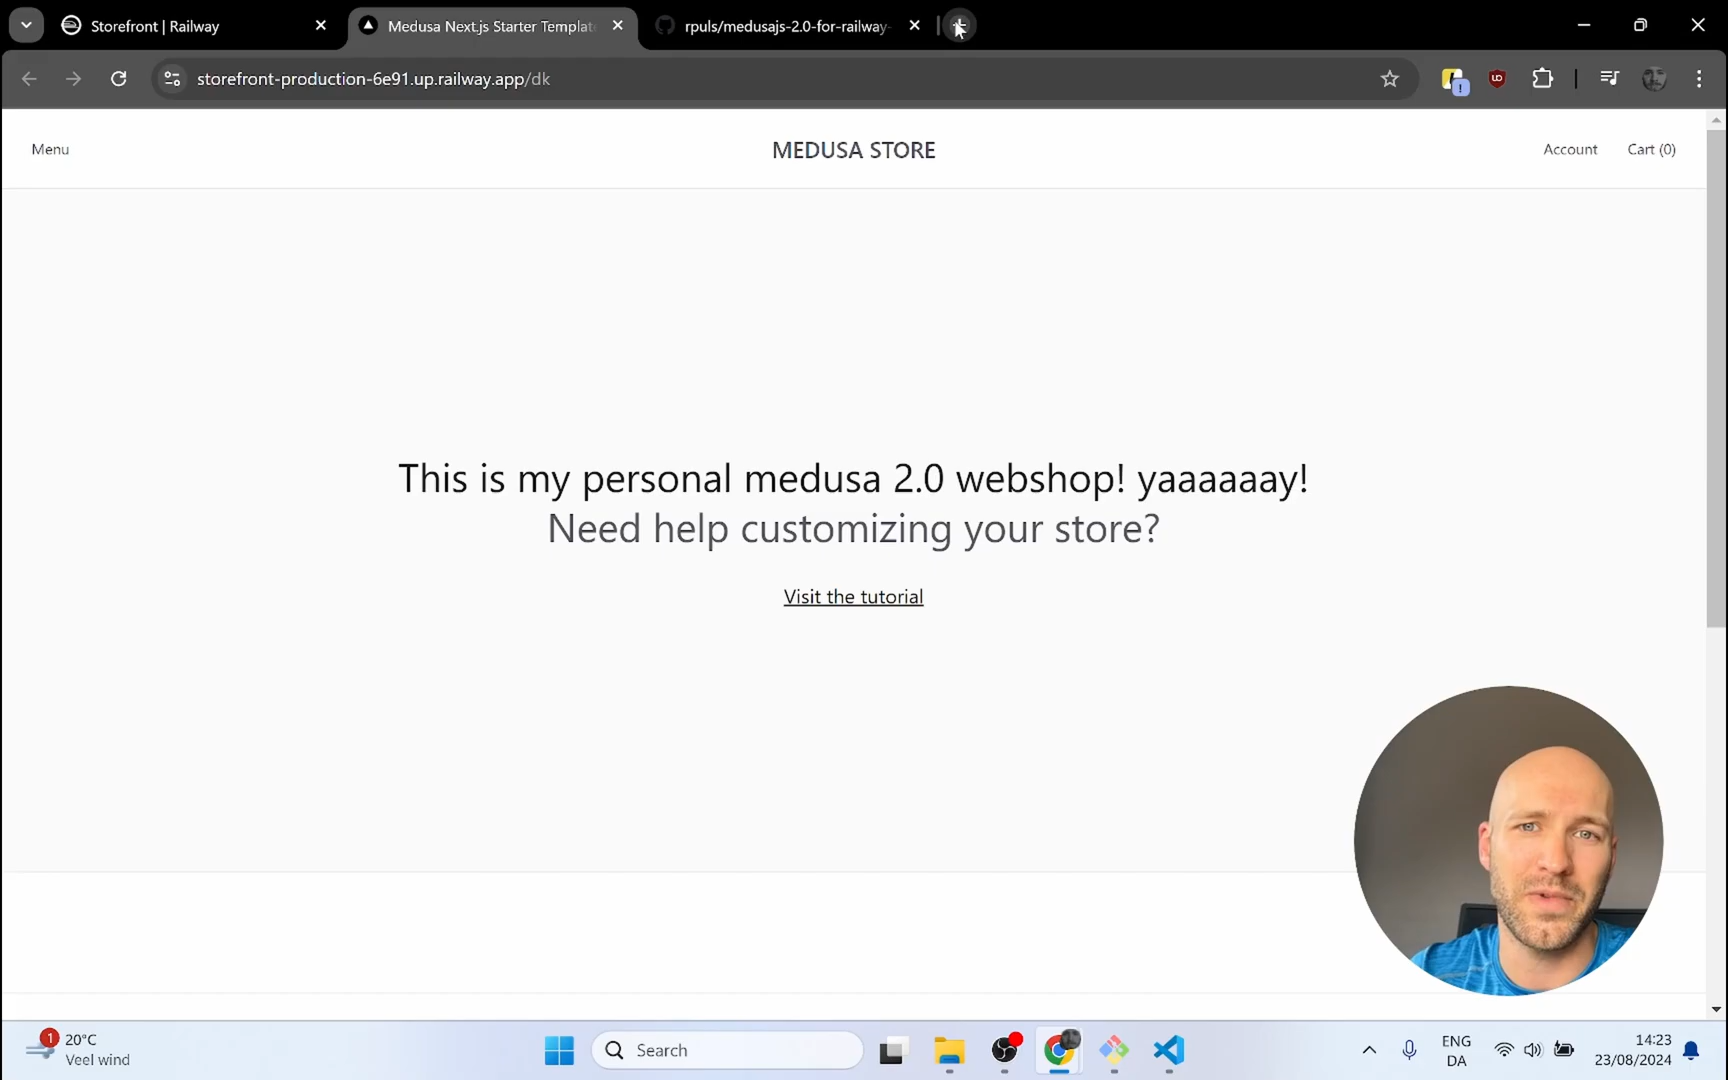 Storefront | Railway
Medusa Next.js Starter Templat
rpuls/medusajs-2.0-for-railway-
storefront-production-6e91.up.railway.app/dk
Menu
MEDUSA STORE
Account
Cart (0)
This is my personal medusa 2.0 webshop! yaaaaaay!
Need help customizing your store?
Visit the tutorial
1
20°C
Veel wind
Search
ENG
DA
14:23
23/08/2024